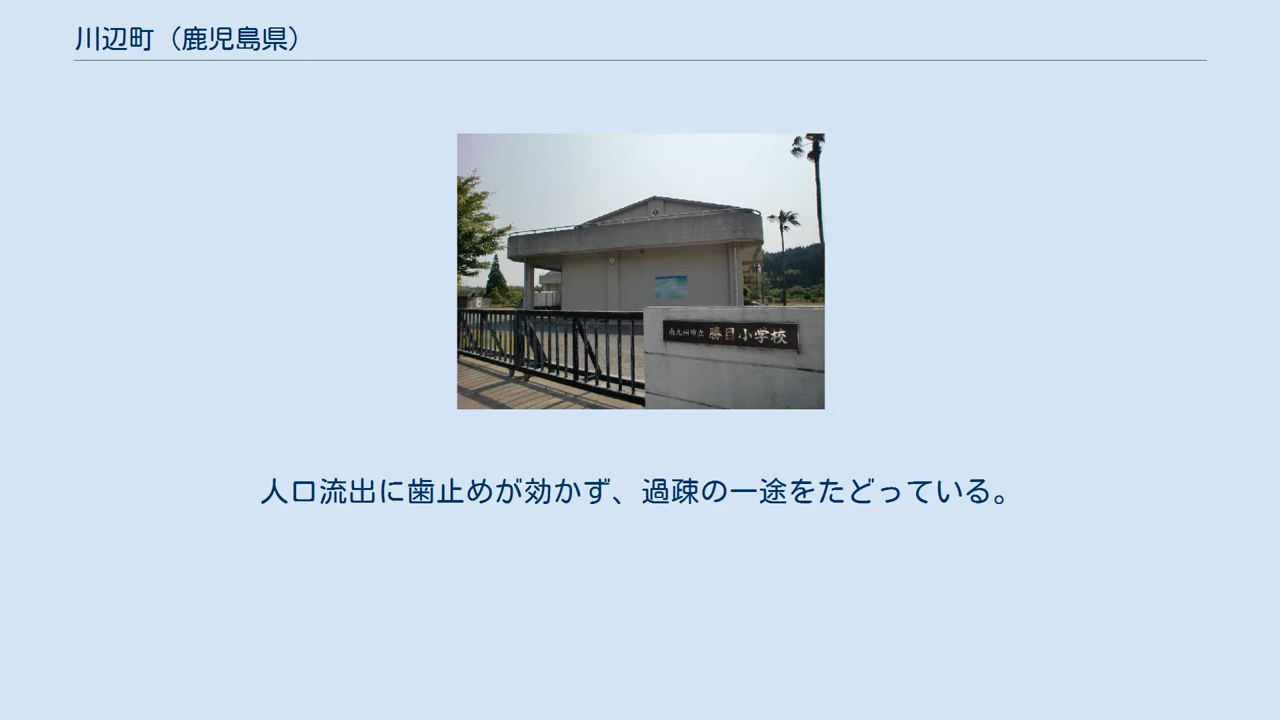 川辺町（鹿児島県）
南九州市立 勝目小学校
人口流出に歯止めが効かず、過疎の一途をたどっている。